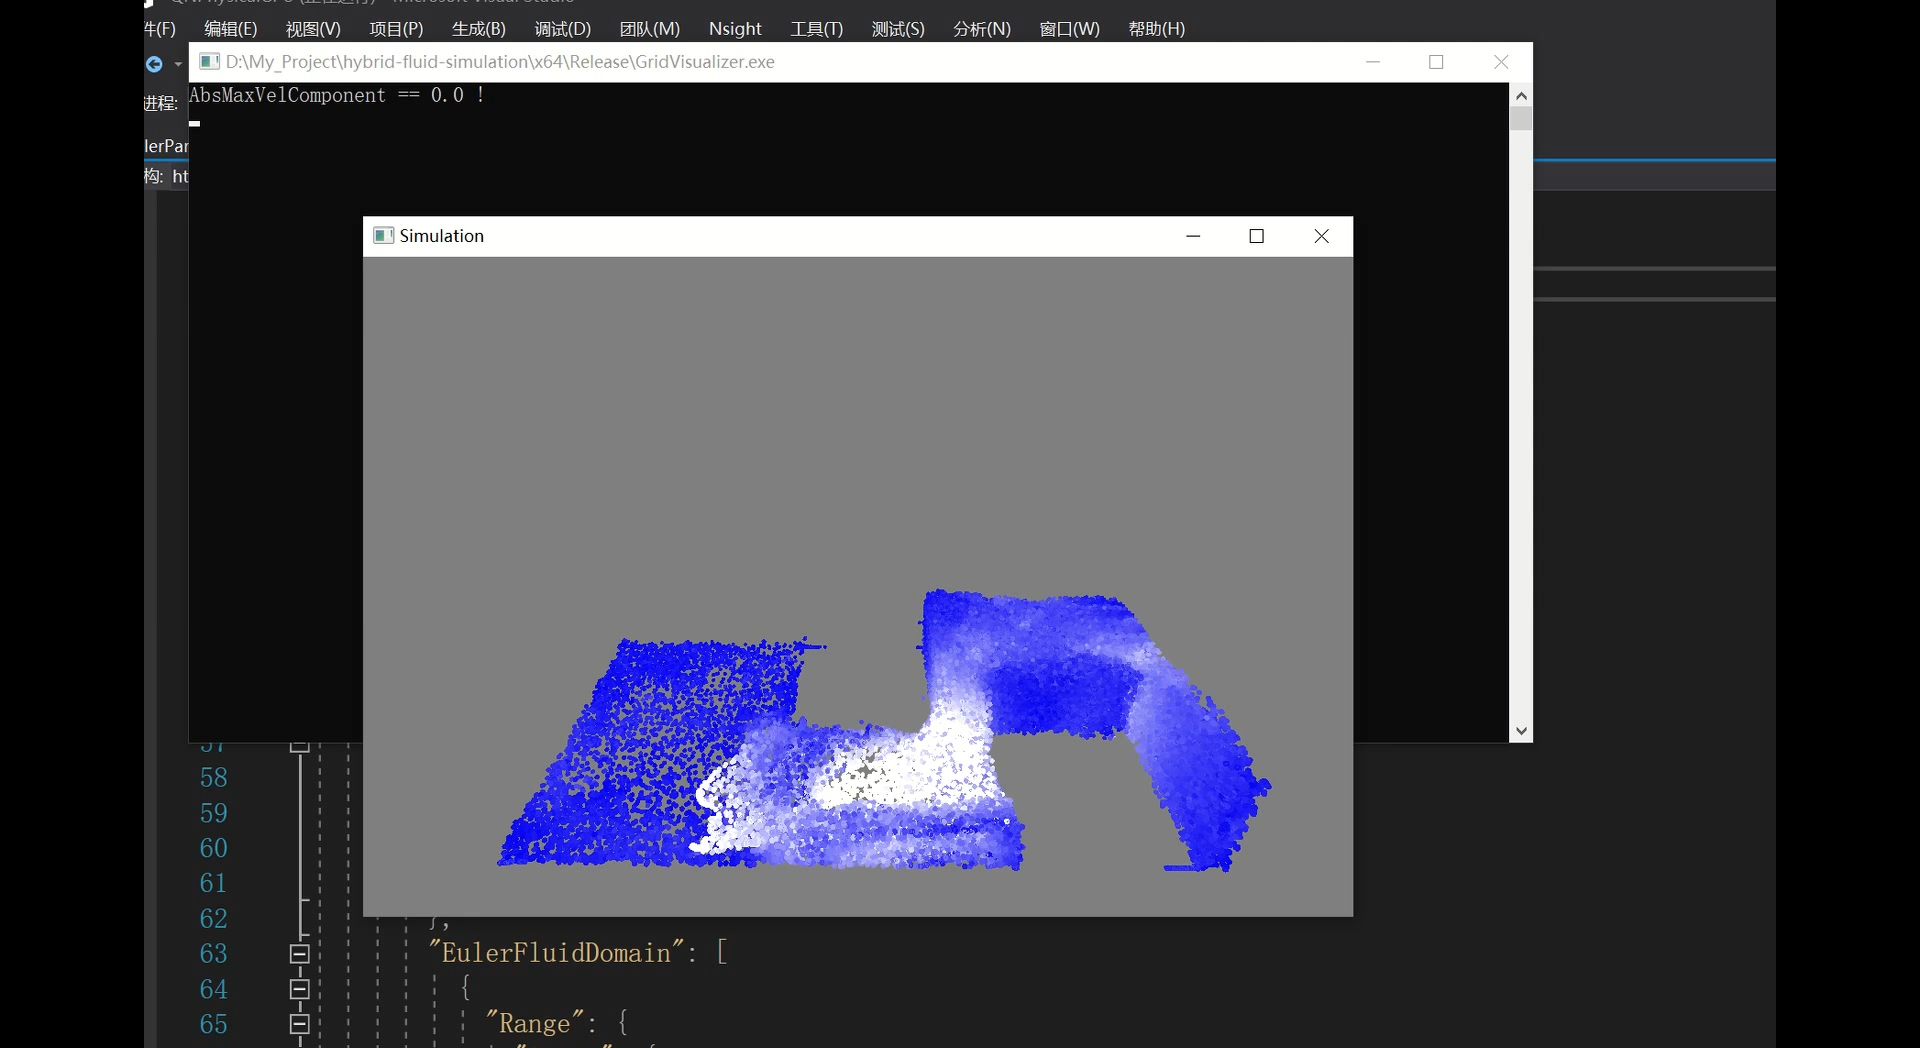 件(F) 编辑(E) 视图(V) 项目(P) 生成(B) 调试(D) 团队(M) Nsight 工具(T) 测试(S) 分析(N) 窗口(W) 帮助(H)
D:\My_Project\hybrid-fluid-simulation\x64\Release\GridVisualizer.exe
进程:
AbsMaxVelComponent == 0.0 !
lerPar
构: ht
Simulation
57
58
59
60
61
62 },
63 "EulerFluidDomain": [
64 {
65 "Range": {